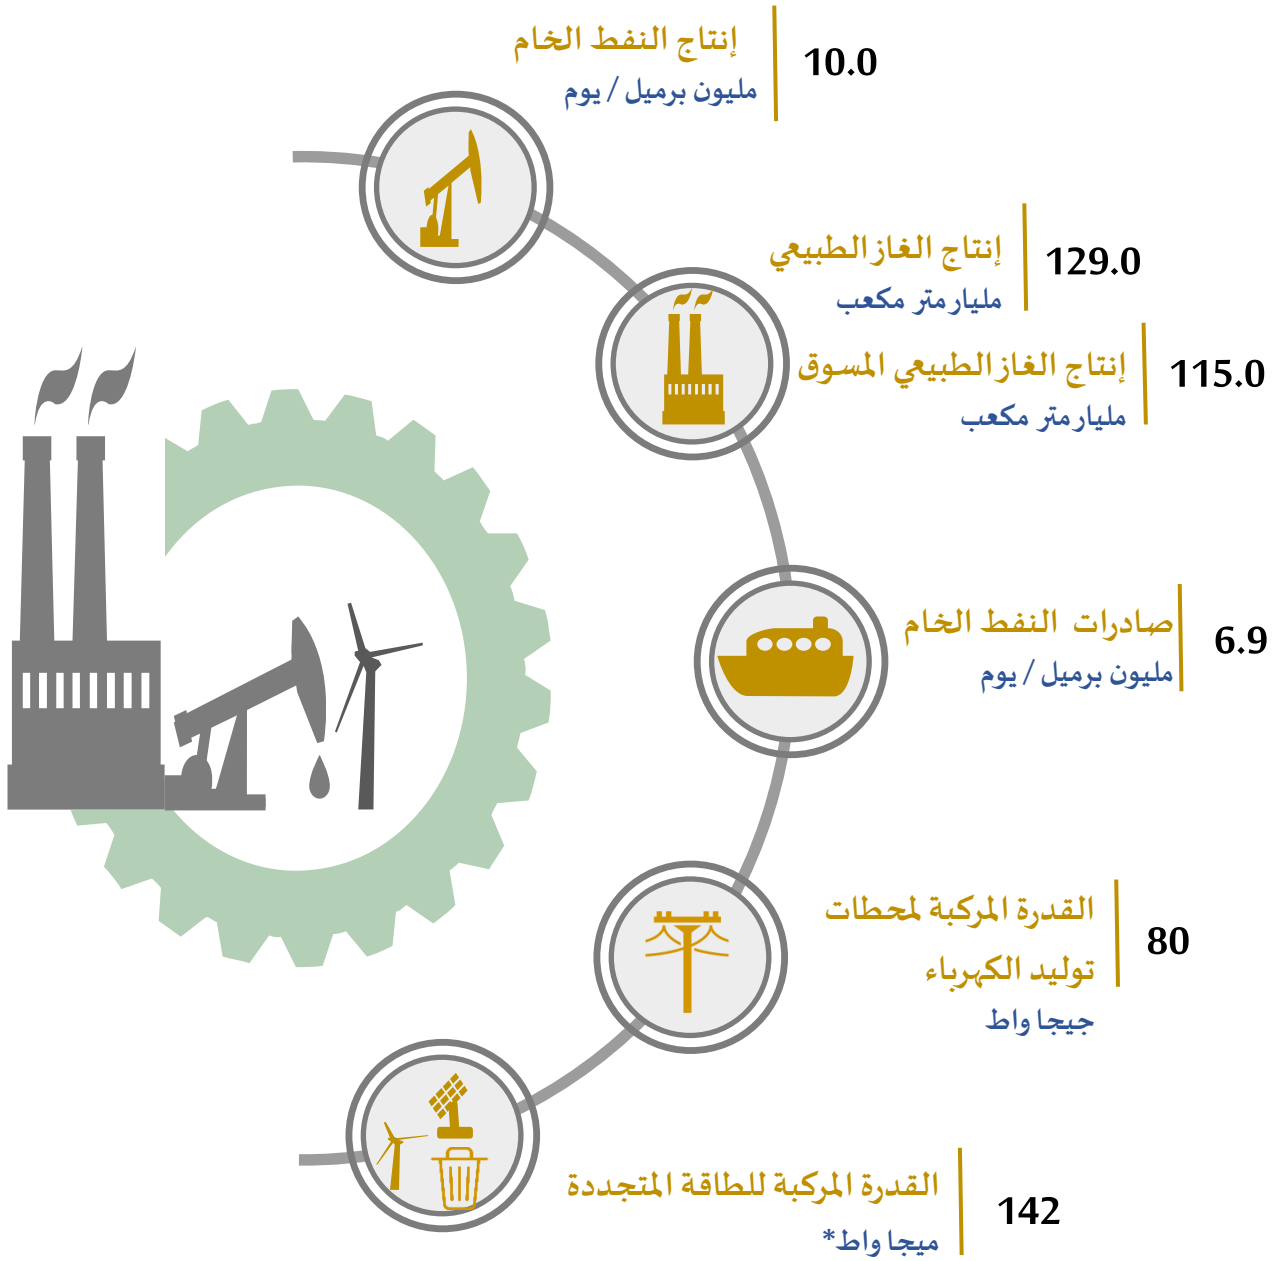 إنتاج النفط الخام
10.0
مليون برميل / يوم
إنتاج الغاز الطبيعي
129.0
مليار متر مكعب
إنتاج الغاز الطبيعي المسوق
115.0
مليار متر مكعب
صادرات النفط الخام
6.9
مليون برميل / يوم
القدرة المركبة لمحطات
80
توليد الكهرباء
جيجا واط
القدرة المركبة للطاقة المتجددة
142
ميجا واط*